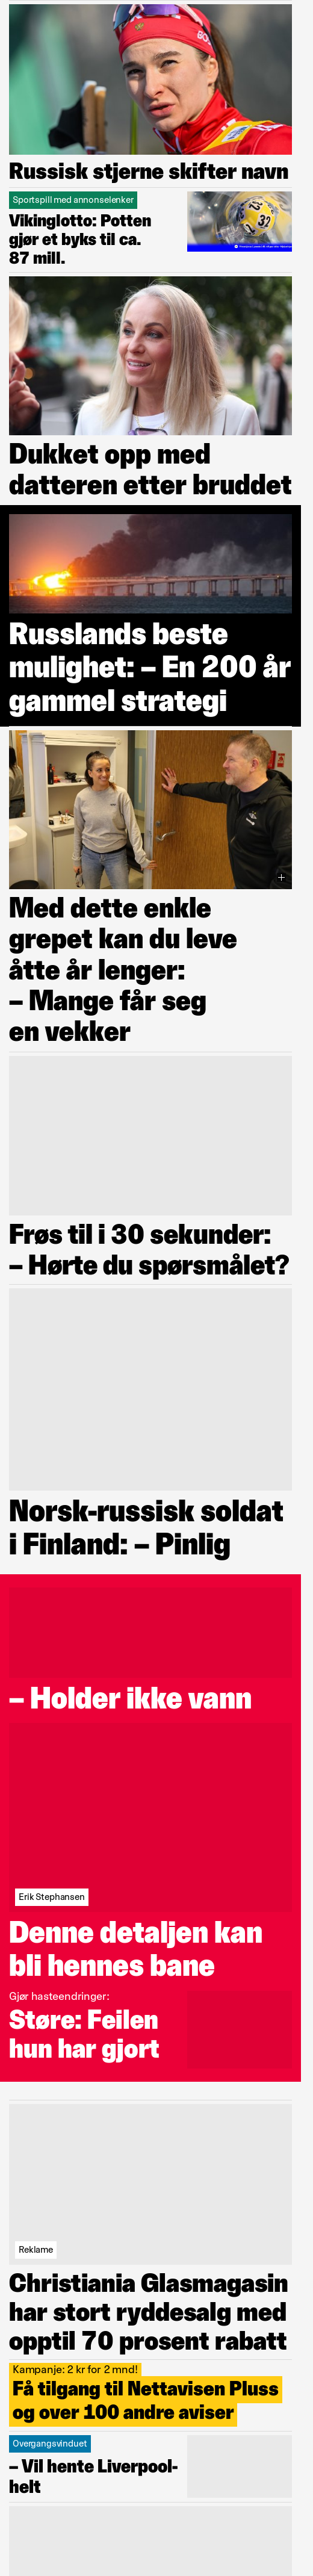 Russisk stjerne skifter navn
Sportspill med annonselenker
Vikinglotto: Potten
gjør et byks til ca.
87 mill.
Dukket opp med
datteren etter bruddet
Russlands beste
mulighet: – En 200 år
gammel strategi
Med dette enkle
grepet kan du leve
åtte år lenger:
– Mange får seg
en vekker
Frøs til i 30 sekunder:
– Hørte du spørsmålet?
Norsk-russisk soldat
i Finland: – Pinlig
– Holder ikke vann
Erik Stephansen
Denne detaljen kan
bli hennes bane
Gjør hasteendringer:
Støre: Feilen
hun har gjort
Reklame
Christiania Glasmagasin
har stort ryddesalg med
opptil 70 prosent rabatt
Kampanje: 2 kr for 2 mnd!
Få tilgang til Nettavisen Pluss
og over 100 andre aviser
Overgangsvinduet
– Vil hente Liverpool-
helt